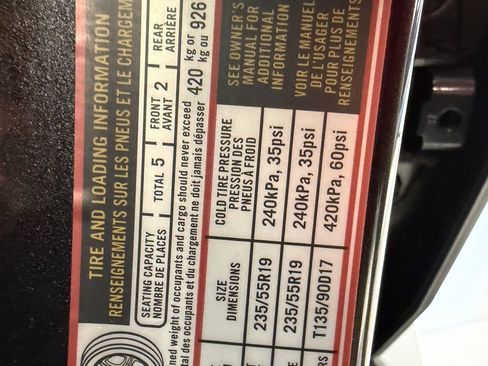 TIRE AND LOADING INFORMATION
RENSEIGNEMENTS SUR LES PNEUS ET LE CHARGEME
SEATING CAPACITY
NOMBRE DE PLACES
TOTAL 5
FRONT
AVANT 2
REAR
ARRIÈRE
ned weight of occupants and cargo should never exceed
tal des occupants et du chargement ne doit jamais dépasser
420 kg or
kg ou 926
SIZE
DIMENSIONS
COLD TIRE PRESSURE
PRESSION DES
PNEUS À FROID
235/55R19
240kPa, 35psi
235/55R19
240kPa, 35psi
T135/90D17
420kPa, 60psi
SEE OWNER'S
MANUAL FOR
ADDITIONAL
INFORMATION
VOIR LE MANUEL
DE L'USAGER
POUR PLUS DE
RENSEIGNEMENTS